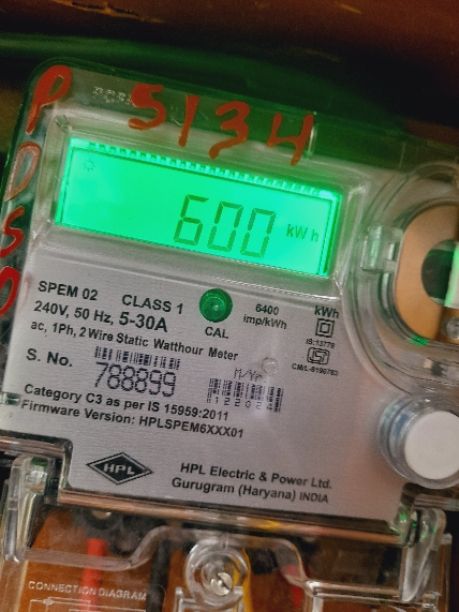 5134
P
D
S
O
600 kWh
SPEM 02 CLASS 1
240V, 50 Hz, 5-30A
ac, 1Ph, 2 Wire Static Watthour Meter
CAL
6400
imp/kWh
kWh
IS:13779
S. No. 788899
M/Yr
Category C3 as per IS 15959:2011
Firmware Version: HPLSPEM6XXX01
HPL
HPL Electric & Power Ltd.
Gurugram (Haryana) INDIA
CONNECTION DIAGRAM